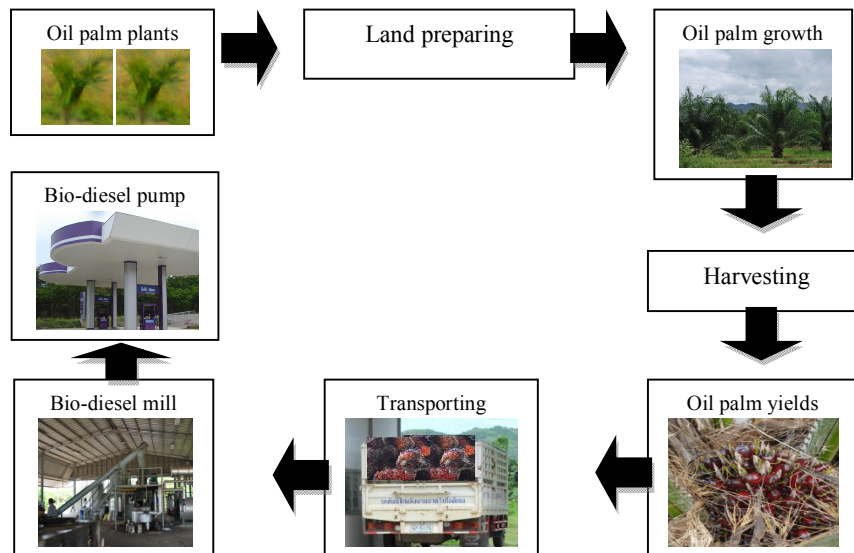 Oil palm plants
Land preparing
Oil palm growth
Harvesting
Oil palm yields
Transporting
Bio-diesel mill
Bio-diesel pump